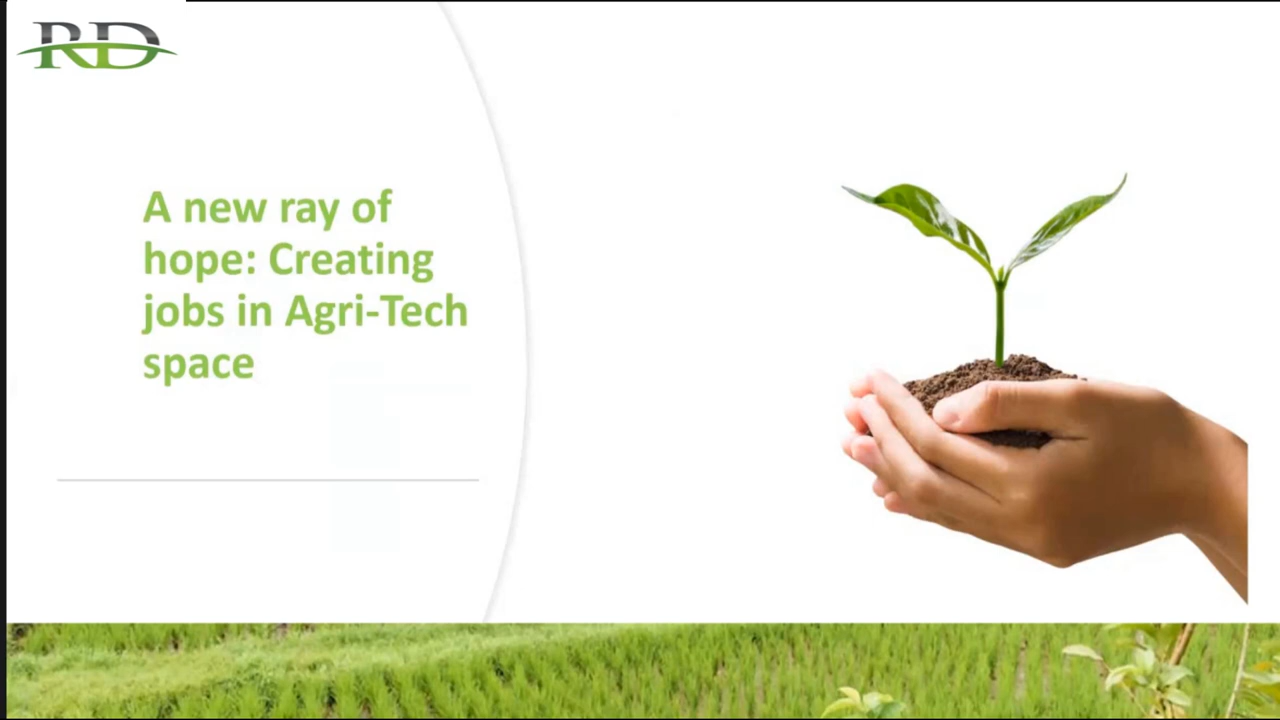 RD
A new ray of
hope: Creating
jobs in Agri-Tech
space